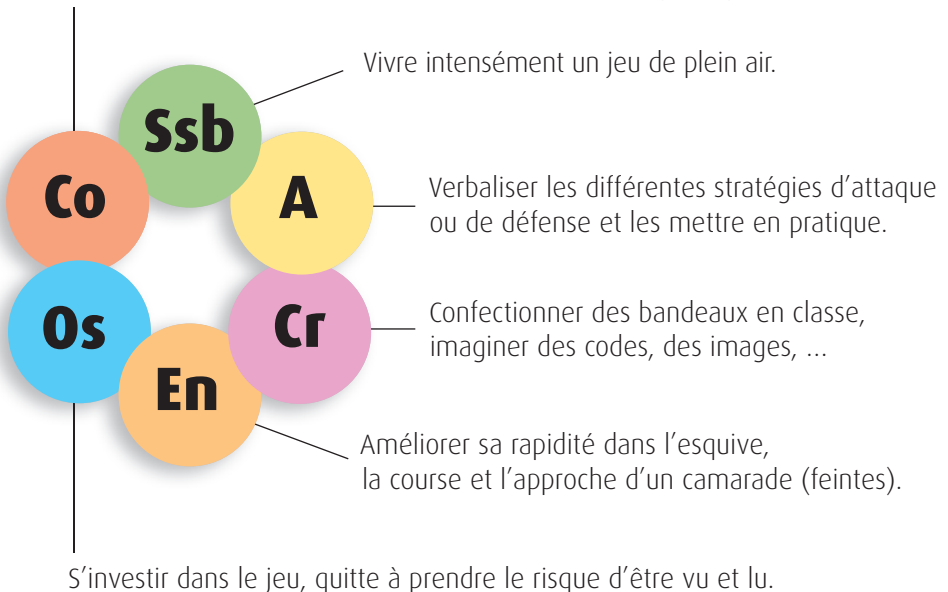 Vivre intensément un jeu de plein air.
Ssb
Co
A
Verbaliser les différentes stratégies d'attaque
ou de défense et les mettre en pratique.
Os
Cr
Confectionner des bandeaux en classe,
imaginer des codes, des images, ...
En
Améliorer sa rapidité dans l'esquive,
la course et l'approche d'un camarade (feintes).
S'investir dans le jeu, quitte à prendre le risque d'être vu et lu.